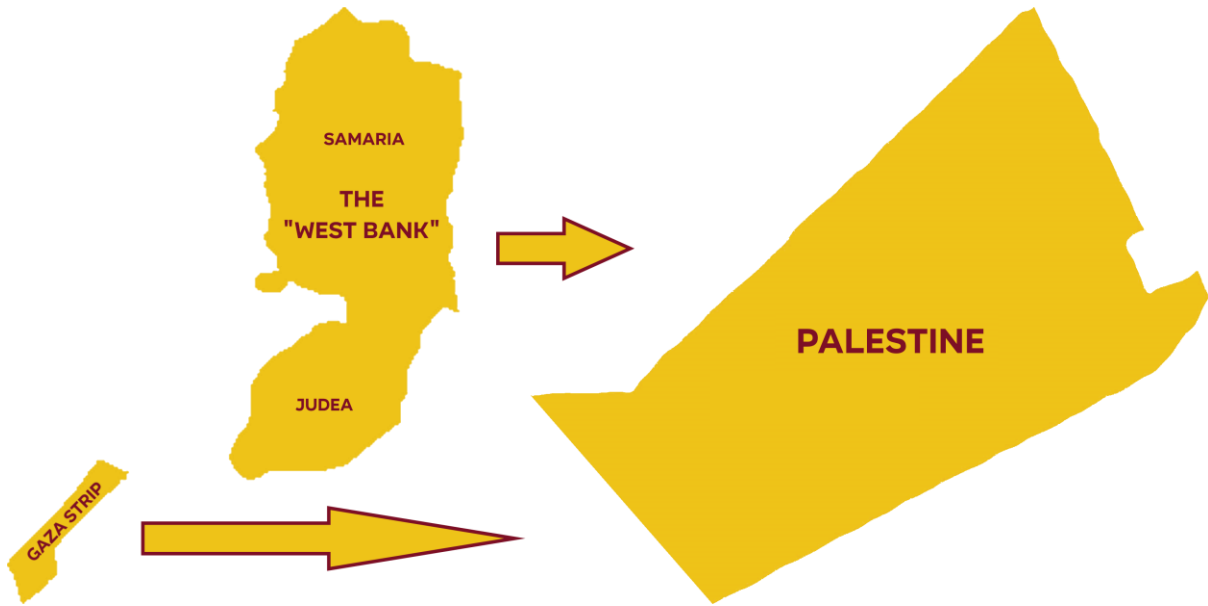 SAMARIA
THE
"WEST BANK"
JUDEA
GAZA STRIP
PALESTINE